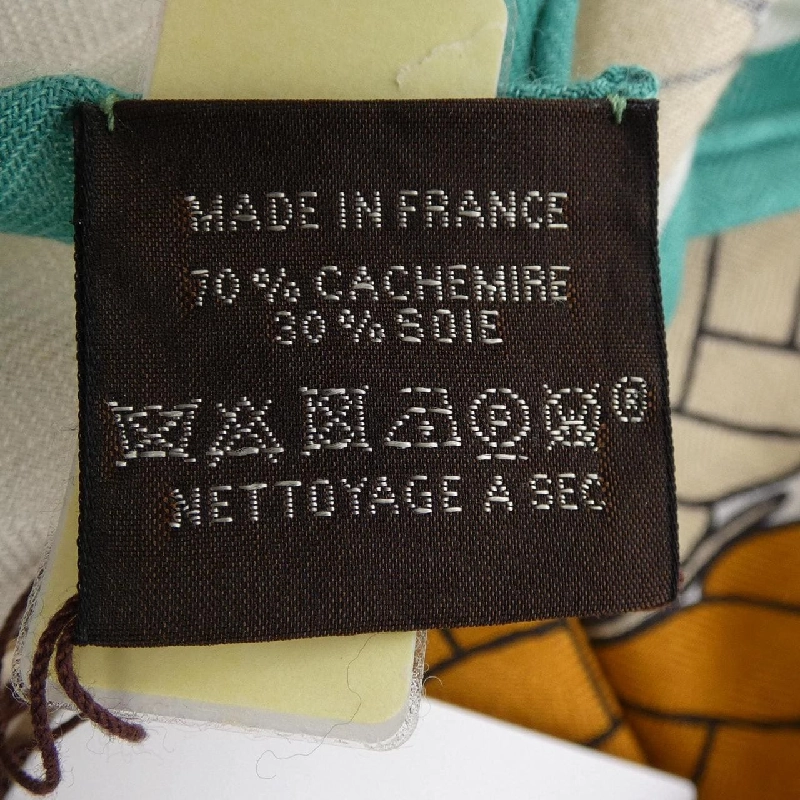 MADE IN FRANCE
70 % CACHEMIRE
30 % SOIE
P W ®
NETTOYAGE A SEC